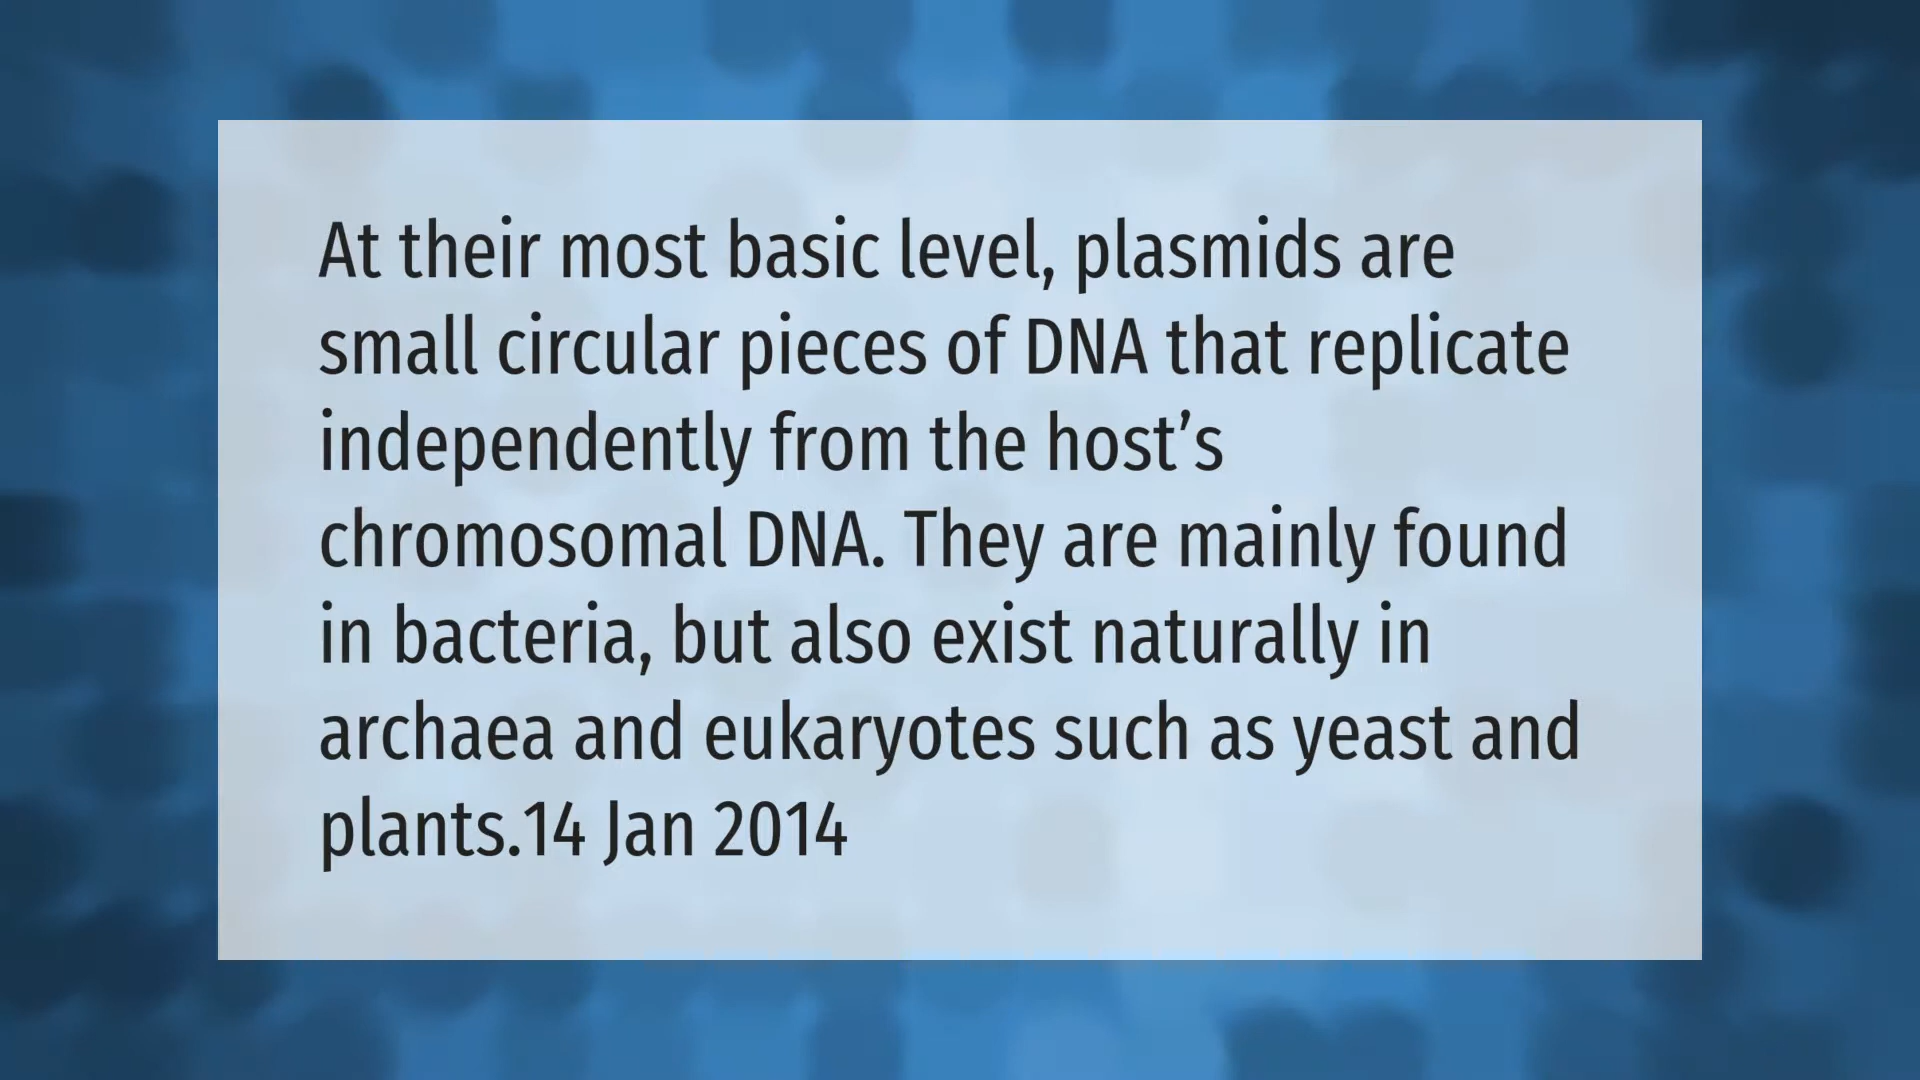 At their most basic level, plasmids are
small circular pieces of DNA that replicate
independently from the host’s
chromosomal DNA. They are mainly found
in bacteria, but also exist naturally in
archaea and eukaryotes such as yeast and
plants.14 Jan 2014